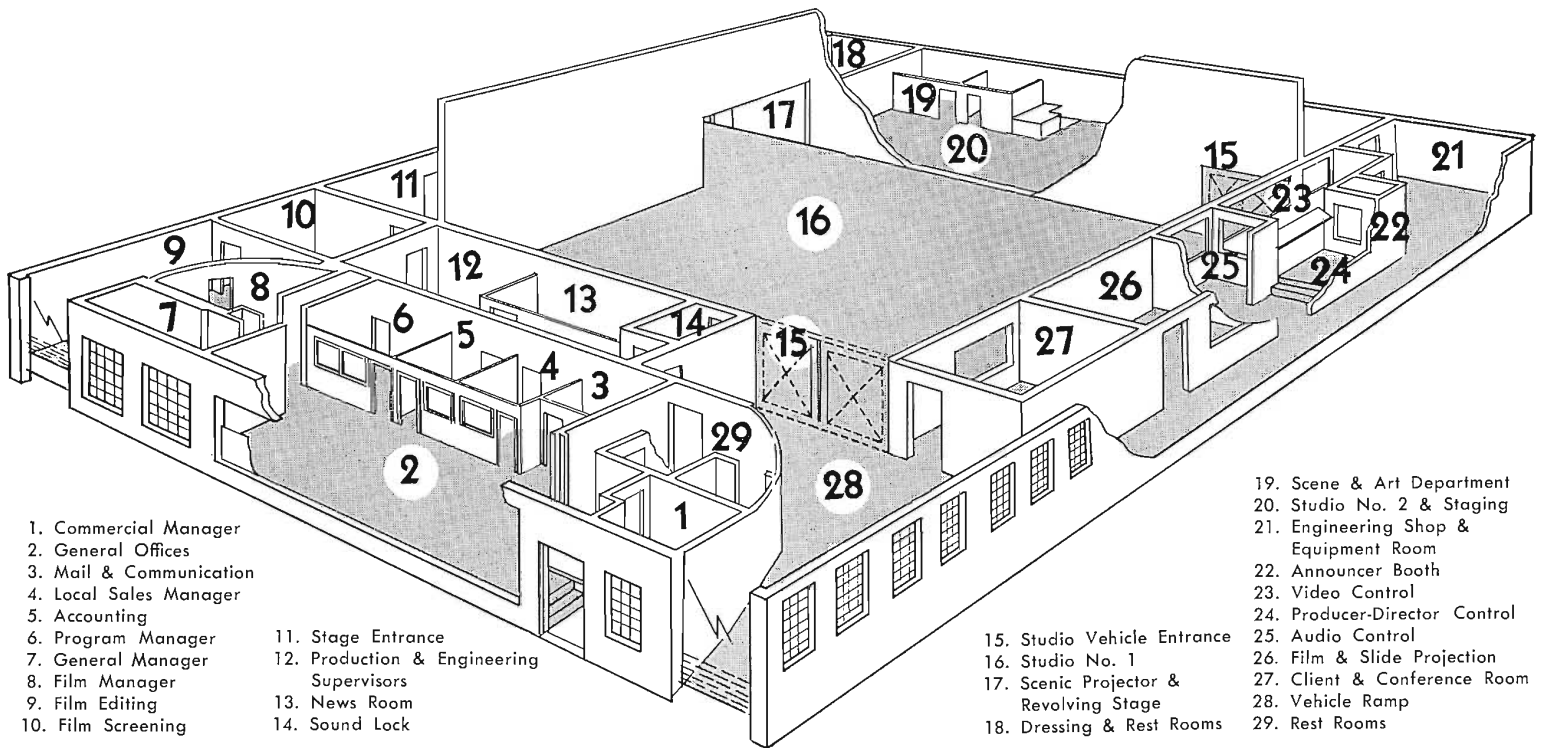 18
19
17
20
15
21
11
10
23
16
22
9
12
25
24
8
13
26
7
14
6
15
27
5
4
3
29
2
28
1
1. Commercial Manager
2. General Offices
3. Mail & Communication
4. Local Sales Manager
5. Accounting
6. Program Manager
7. General Manager
8. Film Manager
9. Film Editing
10. Film Screening
11. Stage Entrance
12. Production & Engineering
Supervisors
13. News Room
14. Sound Lock
15. Studio Vehicle Entrance
16. Studio No. 1
17. Scenic Projector &
Revolving Stage
18. Dressing & Rest Rooms
19. Scene & Art Department
20. Studio No. 2 & Staging
21. Engineering Shop &
Equipment Room
22. Announcer Booth
23. Video Control
24. Producer-Director Control
25. Audio Control
26. Film & Slide Projection
27. Client & Conference Room
28. Vehicle Ramp
29. Rest Rooms